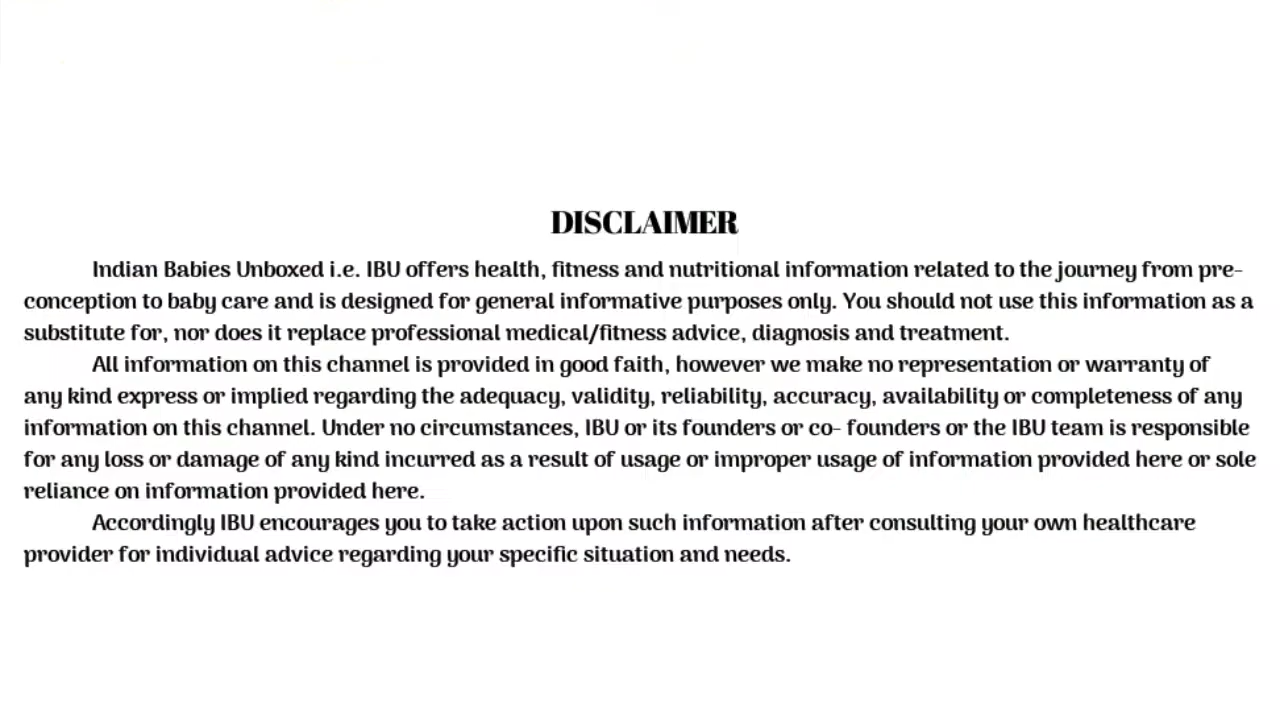 DISCLAIMER
Indian Babies Unboxed i.e. IBU offers health, fitness and nutritional information related to the journey from pre-
conception to baby care and is designed for general informative purposes only. You should not use this information as a
substitute for, nor does it replace professional medical/fitness advice, diagnosis and treatment.
All information on this channel is provided in good faith, however we make no representation or warranty of
any kind express or implied regarding the adequacy, validity, reliability, accuracy, availability or completeness of any
information on this channel. Under no circumstances, IBU or its founders or co- founders or the IBU team is responsible
for any loss or damage of any kind incurred as a result of usage or improper usage of information provided here or sole
reliance on information provided here.
Accordingly IBU encourages you to take action upon such information after consulting your own healthcare
provider for individual advice regarding your specific situation and needs.